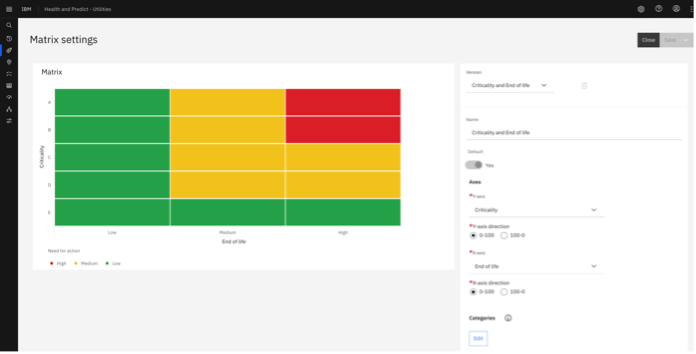 IBM Health and Predict - Utilities
Matrix settings
Close Save
Matrix
A
B
C
D
E
Criticality
Low Medium High
End of life
Need for action
High Medium Low
Version
Criticality and End of life
Name
Criticality and End of life
Default
Yes
Axes
*Y-axis
Criticality
*Y-axis direction
0-100 100-0
*X-axis
End of life
*X-axis direction
0-100 100-0
Categories
Edit